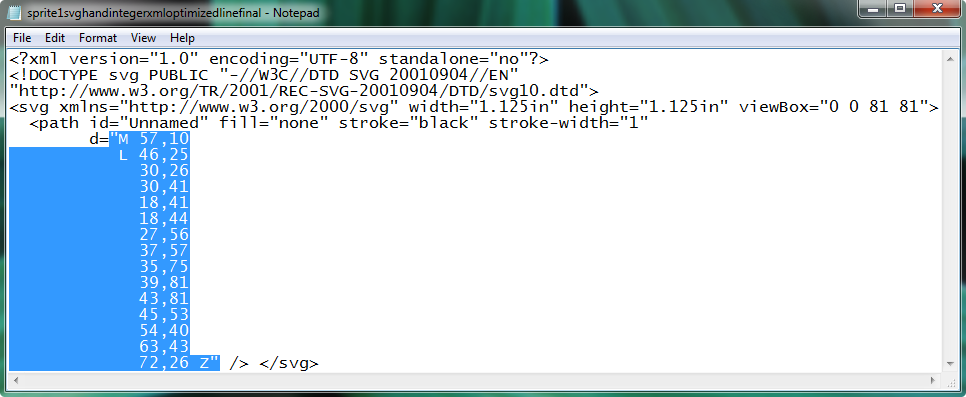 sprite1svghandintegerxmloptimizedlinefinal - Notepad
File Edit Format View Help
<?xml version="1.0" encoding="UTF-8" standalone="no"?>
<!DOCTYPE svg PUBLIC "-//W3C//DTD SVG 20010904//EN"
"http://www.w3.org/TR/2001/REC-SVG-20010904/DTD/svg10.dtd">
<svg xmlns="http://www.w3.org/2000/svg" width="1.125in" height="1.125in" viewBox="0 0 81 81">
  <path id="Unnamed" fill="none" stroke="black" stroke-width="1"
        d="M 57,10
           L 46,25
             30,26
             30,41
             18,41
             18,44
             27,56
             37,57
             35,75
             39,81
             43,81
             45,53
             54,40
             63,43
             72,26 Z" /> </svg>